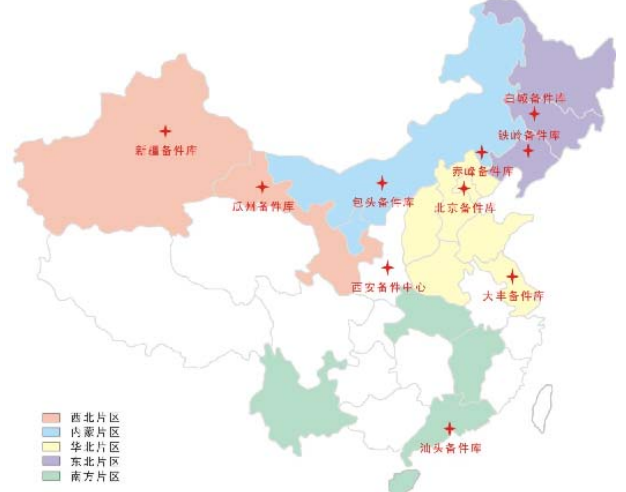 白城备件库
铁岭备件库
新疆备件库
赤峰备件库
瓜州备件库
包头备件库
北京备件库
西安备件中心
大丰备件库
汕头备件库
西北片区
内蒙片区
华北片区
东北片区
南方片区